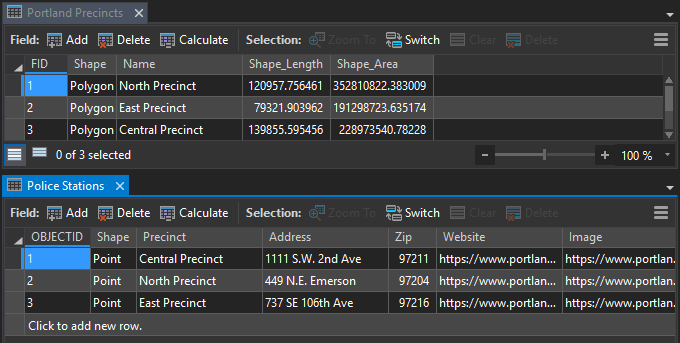 Portland Precincts
Field: Add Delete Calculate Selection: Zoom To Switch Clear Delete
FID Shape Name Shape_Length Shape_Area
1 Polygon North Precinct 120957.756461 352810822.383009
2 Polygon East Precinct 79321.903962 191298723.635174
3 Polygon Central Precinct 139855.595456 228973540.78228
0 of 3 selected 100 %
Police Stations
Field: Add Delete Calculate Selection: Zoom To Switch Clear Delete
OBJECTID Shape Precinct Address Zip Website Image
1 Point Central Precinct 1111 S.W. 2nd Ave 97211 https://www.portlan... https://www.portlan.
2 Point North Precinct 449 N.E. Emerson 97204 https://www.portlan... https://www.portlan.
3 Point East Precinct 737 SE 106th Ave 97216 https://www.portlan... https://www.portlan.
Click to add new row.